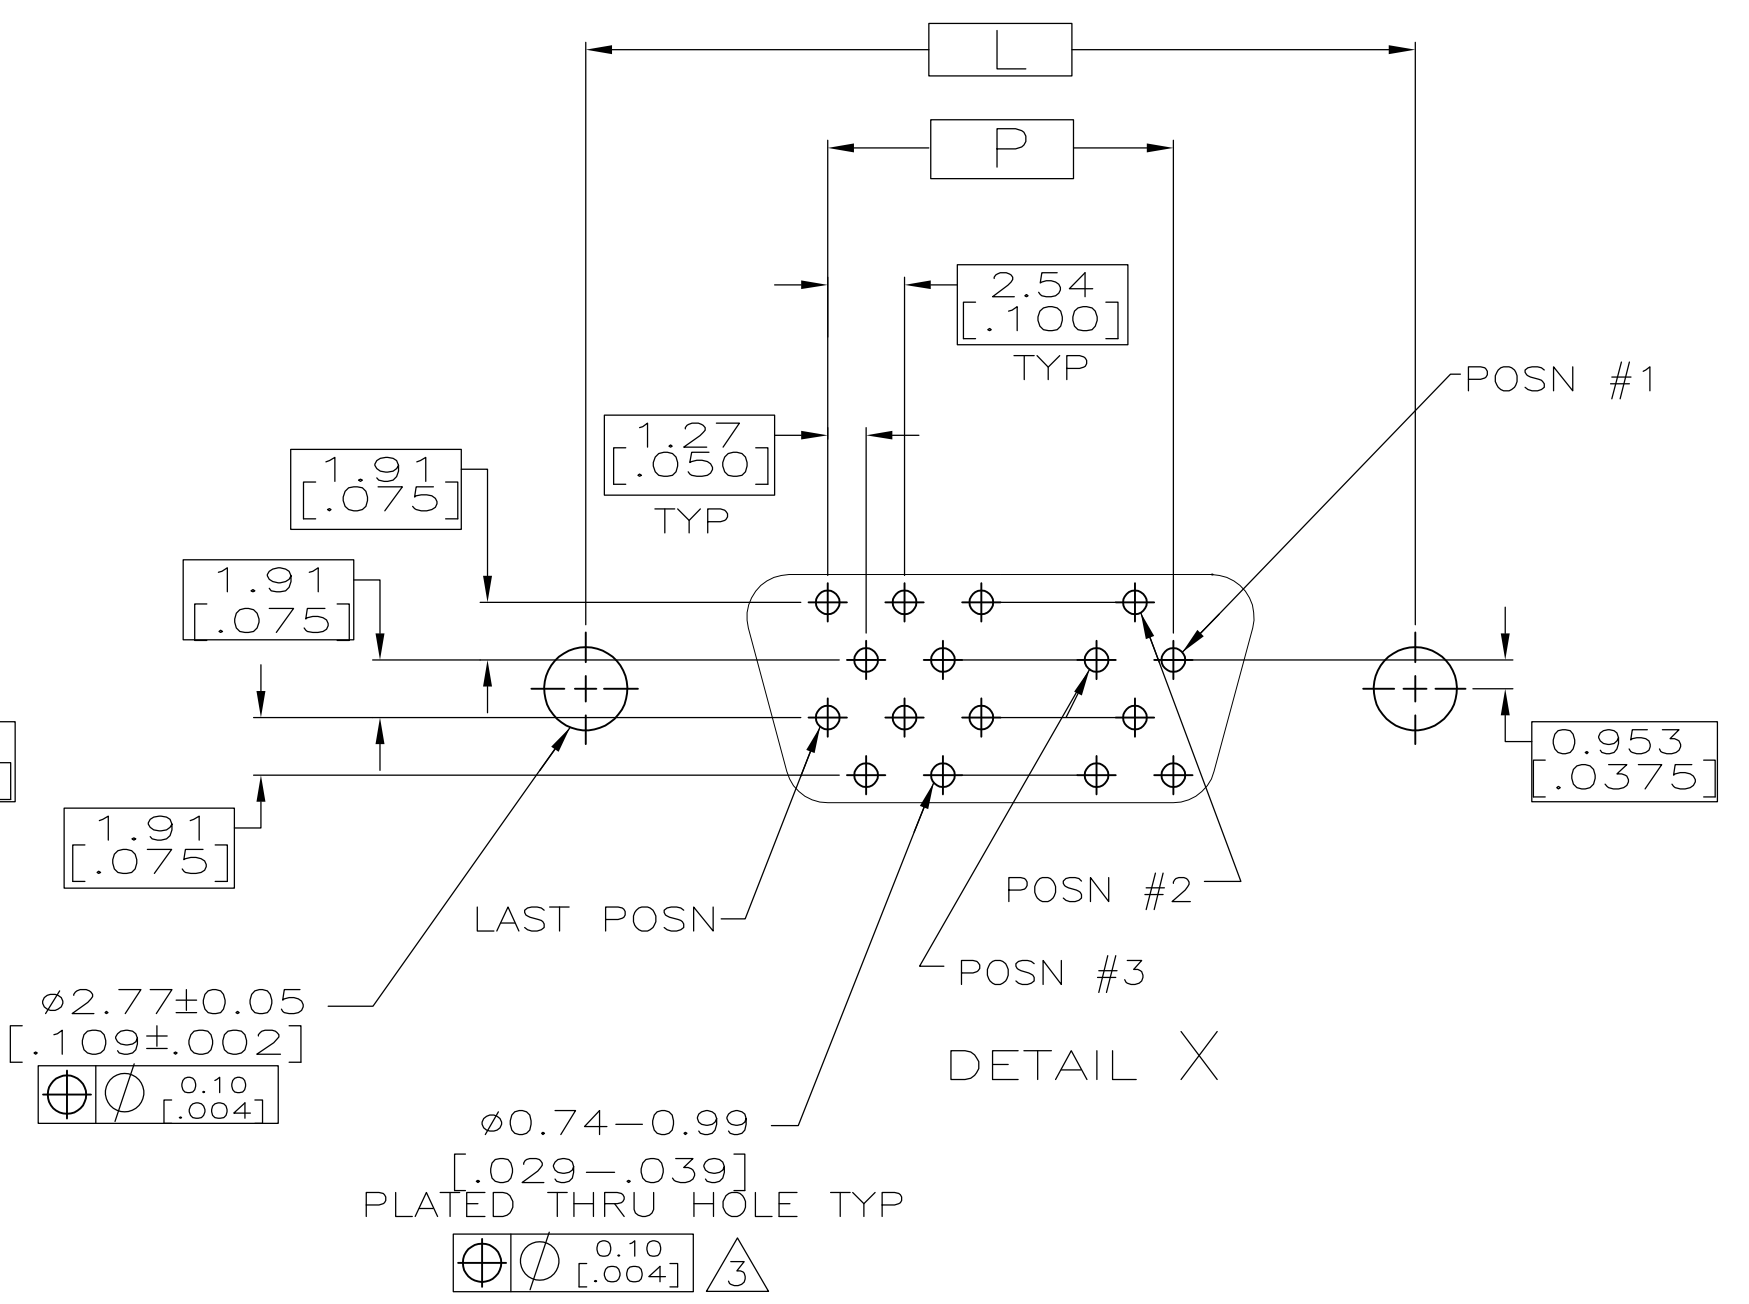 L
P
2.54
[.100]
TYP
POSN #1
1.27
[.050]
TYP
1.91
[.075]
1.91
[.075]
0.953
[.0375]
1.91
[.075]
POSN #2
LAST POSN
POSN #3
⌀2.77±0.05
[.109±.002]
⌖ ⌀ 0.10
[.004]
DETAIL X
⌀0.74–0.99
[.029–.039]
PLATED THRU HOLE TYP
⌖ ⌀ 0.10
[.004]
3